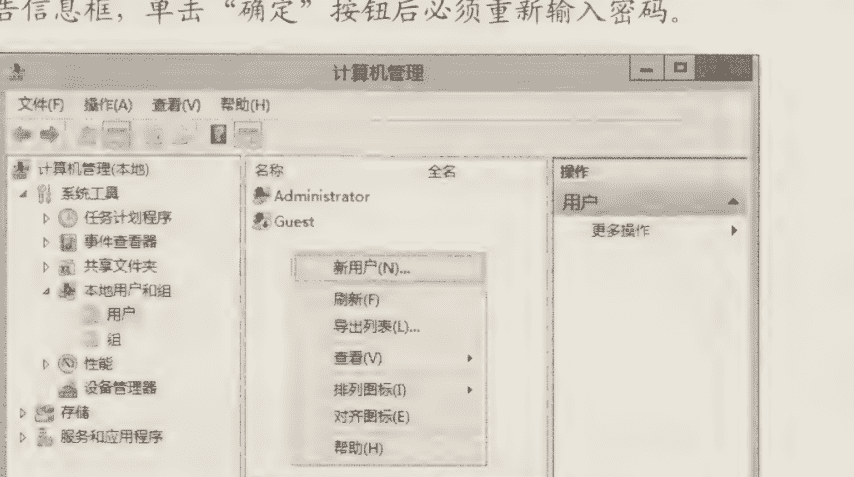 告信息框，单击“确定”按钮后必须重新输入密码。
计算机管理
文件(F) 操作(A) 查看(V) 帮助(H)
计算机管理(本地)
系统工具
任务计划程序
事件查看器
共享文件夹
本地用户和组
用户
组
性能
设备管理器
存储
服务和应用程序
名称 全名
Administrator
Guest
新用户(N)...
刷新(F)
导出列表(L)...
查看(V)
排列图标(I)
对齐图标(E)
帮助(H)
操作
用户
更多操作